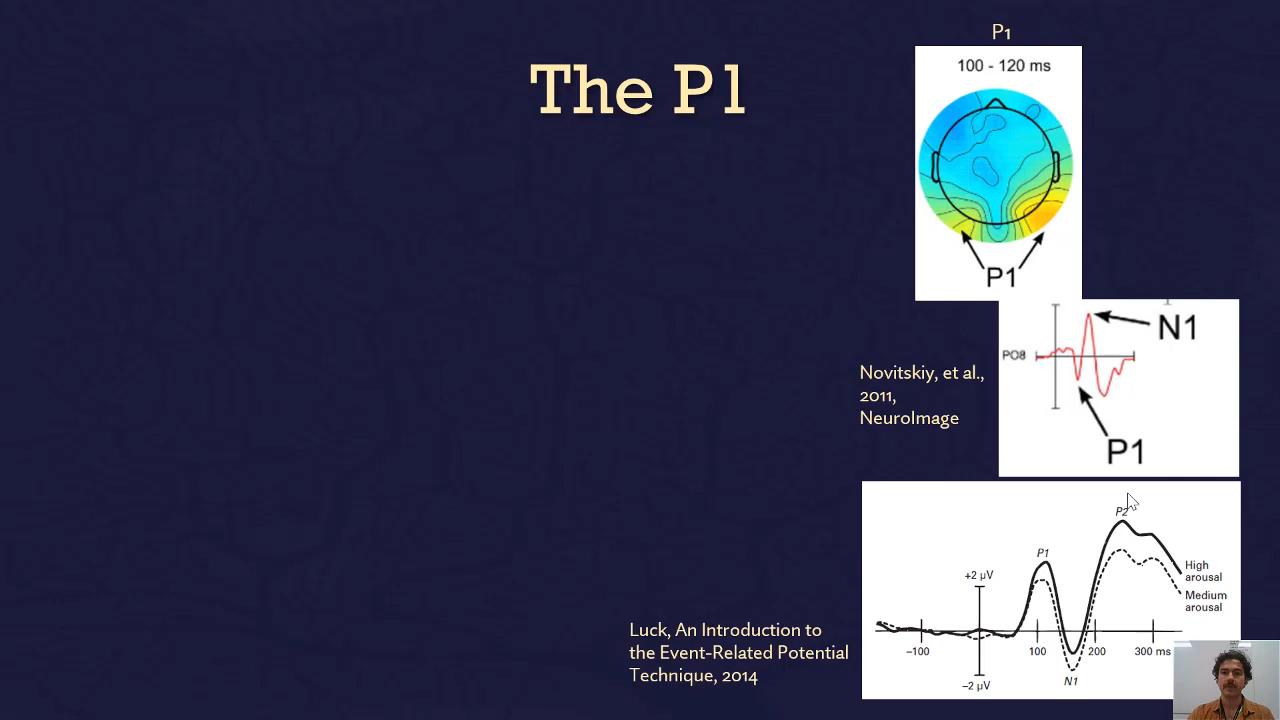 The P1
P1
100 - 120 ms
P1
N1
PO8
P1
Novitskiy, et al.,
2011,
NeuroImage
P2
P1
+2 µV
High
arousal
Medium
arousal
-100
100
200
300 ms
−2 µV
N1
Luck, An Introduction to
the Event-Related Potential
Technique, 2014